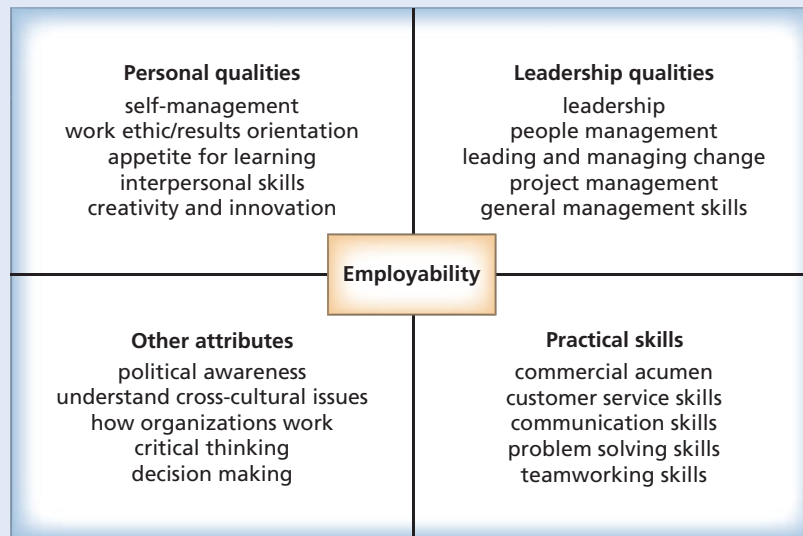 Personal qualities
self-management
work ethic/results orientation
appetite for learning
interpersonal skills
creativity and innovation
Leadership qualities
leadership
people management
leading and managing change
project management
general management skills
Employability
Other attributes
political awareness
understand cross-cultural issues
how organizations work
critical thinking
decision making
Practical skills
commercial acumen
customer service skills
communication skills
problem solving skills
teamworking skills